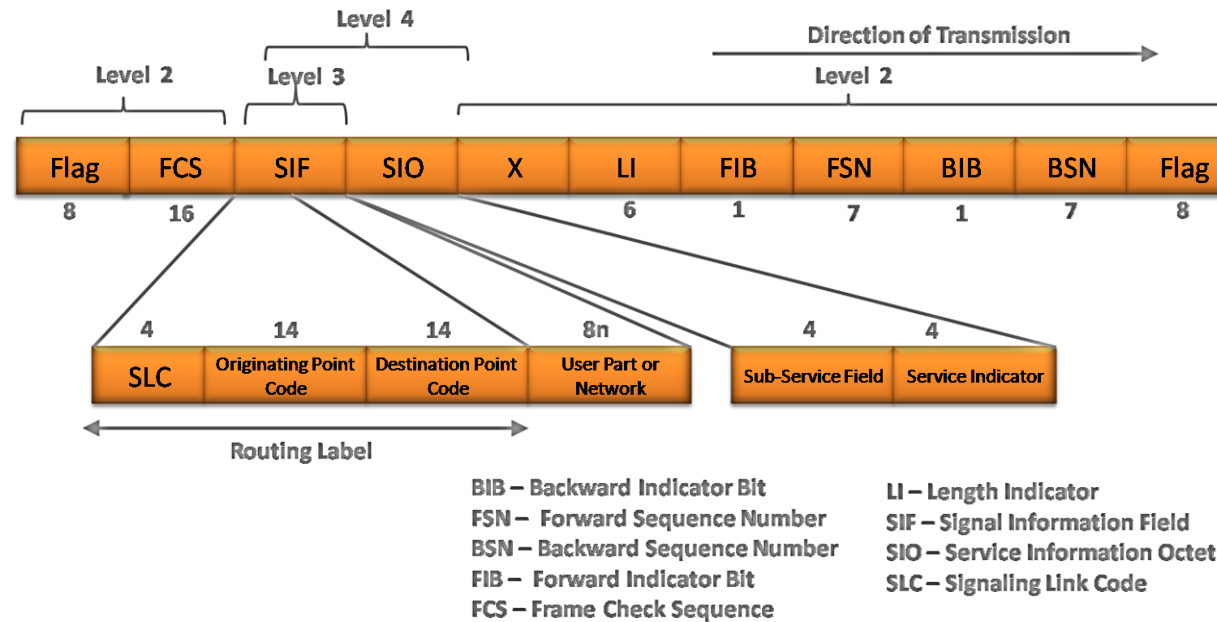 Level 4
Direction of Transmission
Level 2
Level 3
Level 2
Flag FCS SIF SIO X LI FIB FSN BIB BSN Flag
8 16 6 1 7 1 7 8
4 14 14 8n 4 4
SLC Originating Point Code Destination Point Code User Part or Network Sub-Service Field Service Indicator
Routing Label
BIB – Backward Indicator Bit
FSN – Forward Sequence Number
BSN – Backward Sequence Number
FIB – Forward Indicator Bit
FCS – Frame Check Sequence
LI – Length Indicator
SIF – Signal Information Field
SIO – Service Information Octet
SLC – Signaling Link Code